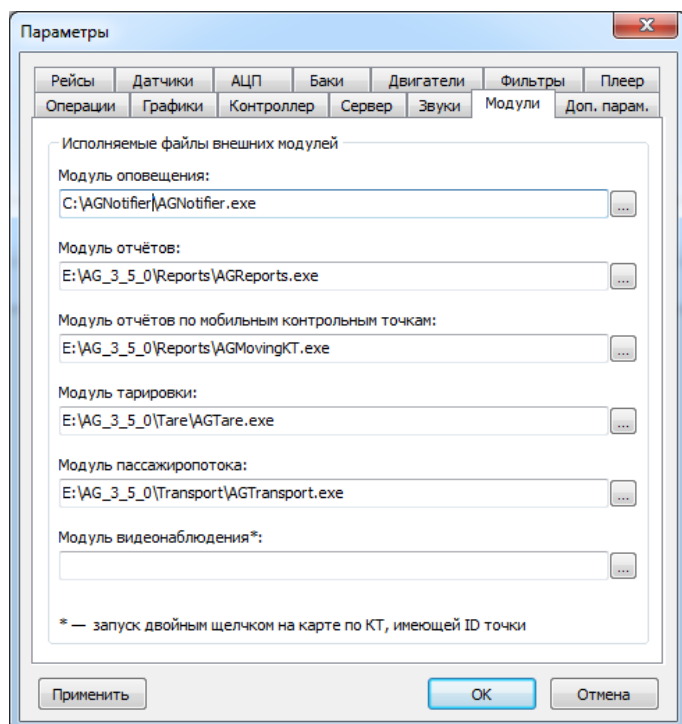 Параметры
Рейсы Датчики АЦП Баки Двигатели Фильтры Плеер
Операции Графики Контроллер Сервер Звуки Модули Доп. парам.
Исполняемые файлы внешних модулей
Модуль оповещения:
C:\AGNotifier\AGNotifier.exe ...
Модуль отчётов:
E:\AG_3_5_0\Reports\AGReports.exe ...
Модуль отчётов по мобильным контрольным точкам:
E:\AG_3_5_0\Reports\AGMovingKT.exe ...
Модуль тарировки:
E:\AG_3_5_0\Tare\AGTare.exe ...
Модуль пассажиропотока:
E:\AG_3_5_0\Transport\AGTransport.exe ...
Модуль видеонаблюдения*:
...
* — запуск двойным щелчком на карте по КТ, имеющей ID точки
Применить OK Отмена